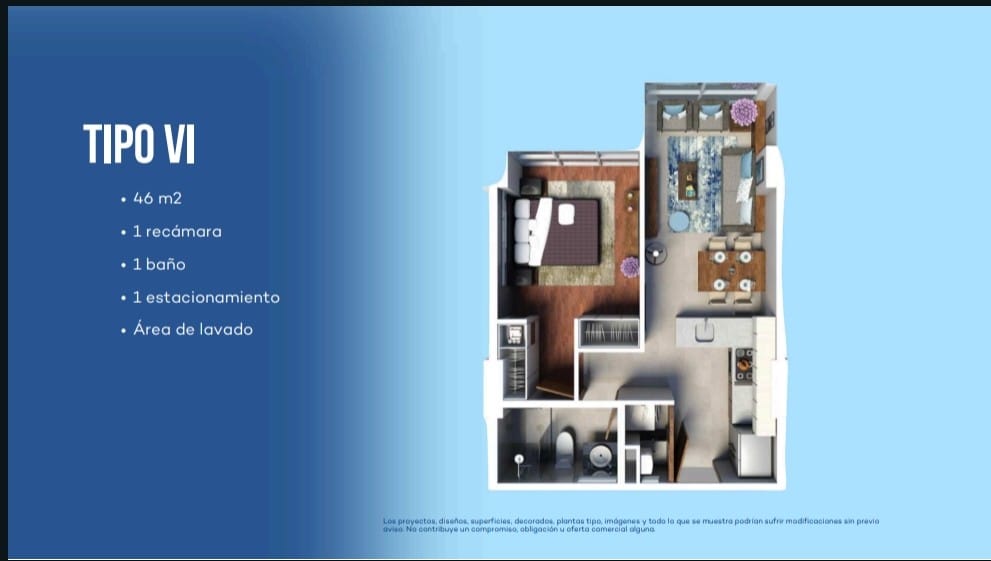 TIPO VI
• 46 m2
• 1 recámara
• 1 baño
• 1 estacionamiento
• Área de lavado
Los proyectos, diseños, superficies, decorados, plantas tipo, imágenes y todo lo que se muestra podrían sufrir modificaciones sin previo
aviso. No contribuye un compromiso, obligación u oferta comercial alguna.